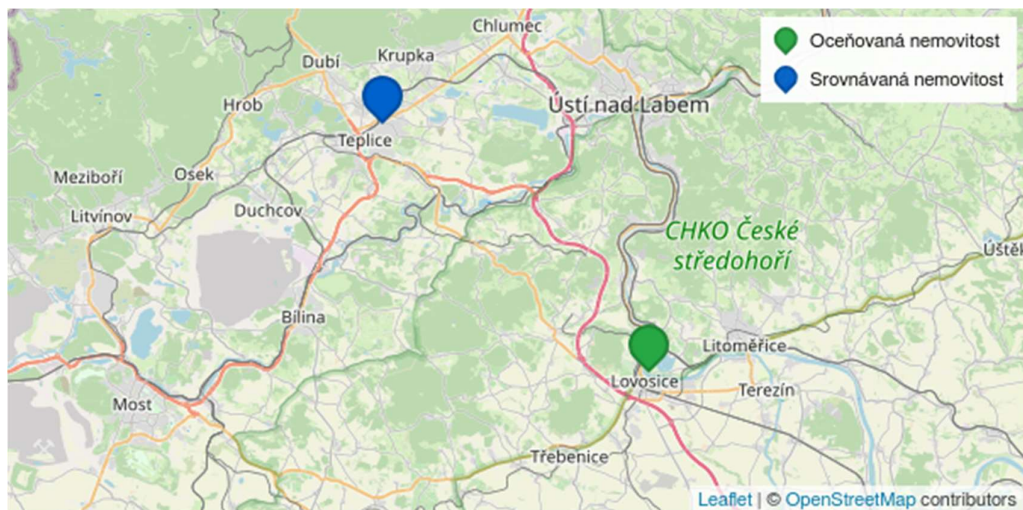 Chlumec
Oceňovaná nemovitost
Dubí
Krupka
Srovnávaná nemovitost
Hrob
Ústí nad Labem
Teplice
Meziboří
Osek
Litvínov
Duchcov
CHKO České
středohoří
Bílina
Litoměřice
Lovosice
Terezín
Most
Třebenice
Leaflet | © OpenStreetMap contributors